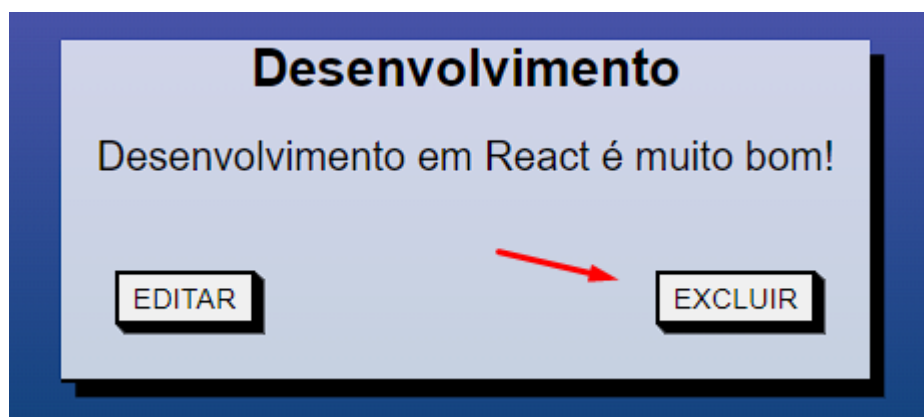 Desenvolvimento
Desenvolvimento em React é muito bom!
EDITAR
EXCLUIR